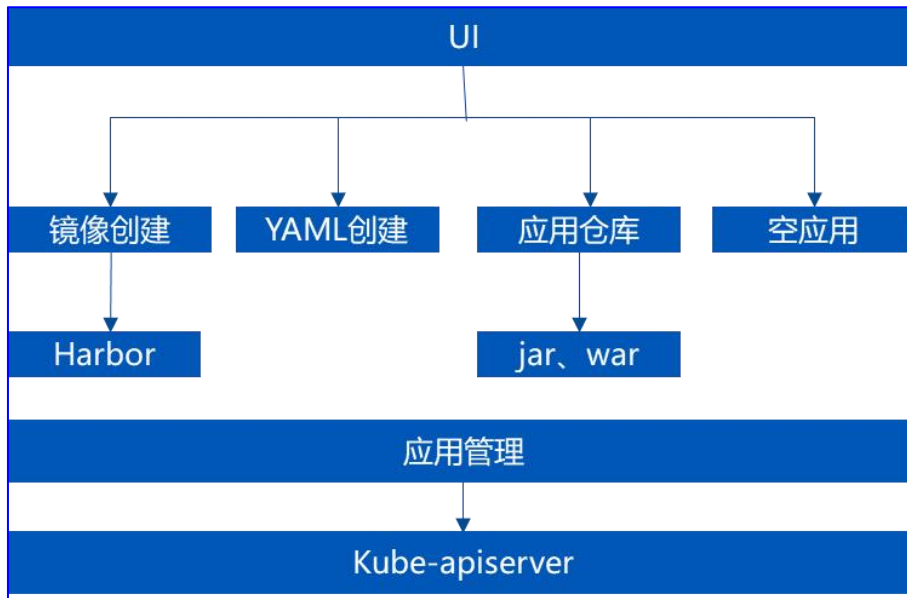 UI
镜像创建
YAML创建
应用仓库
空应用
Harbor
jar、war
应用管理
Kube-apiserver